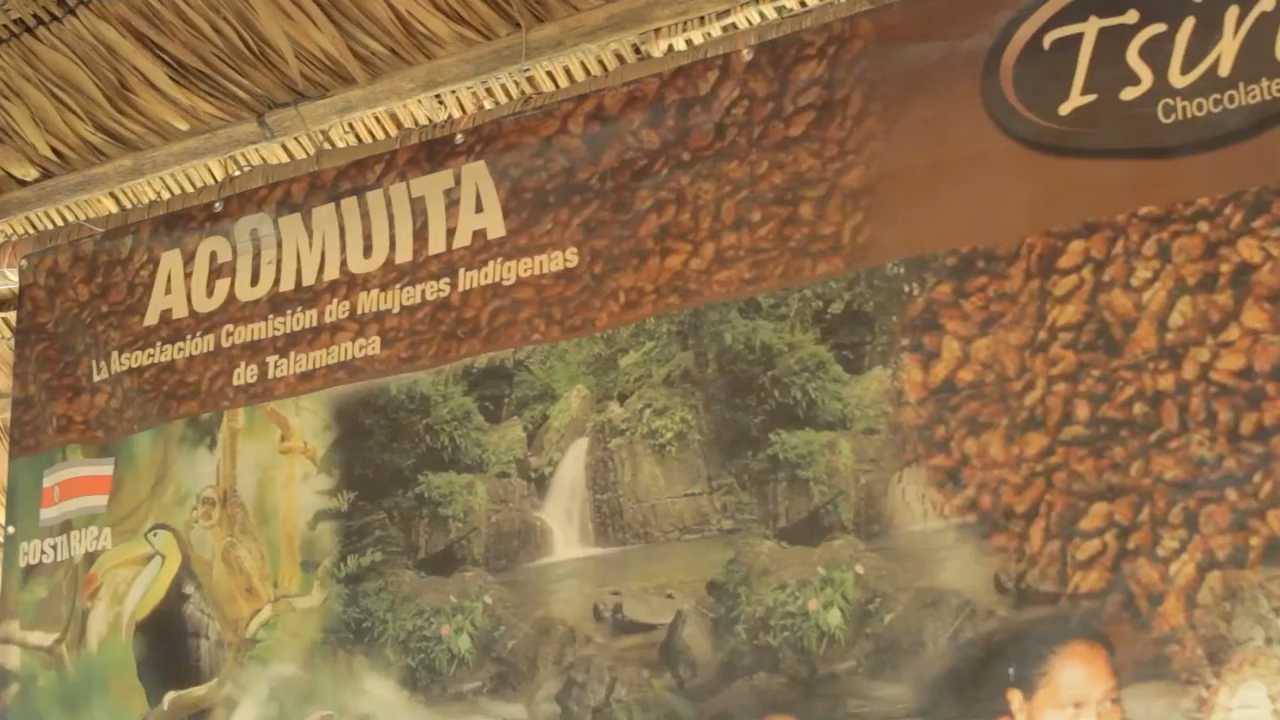 Chocolate
ACOMUITA
La Asociación Comisión de Mujeres Indígenas
de Talamanca
COSTA RICA